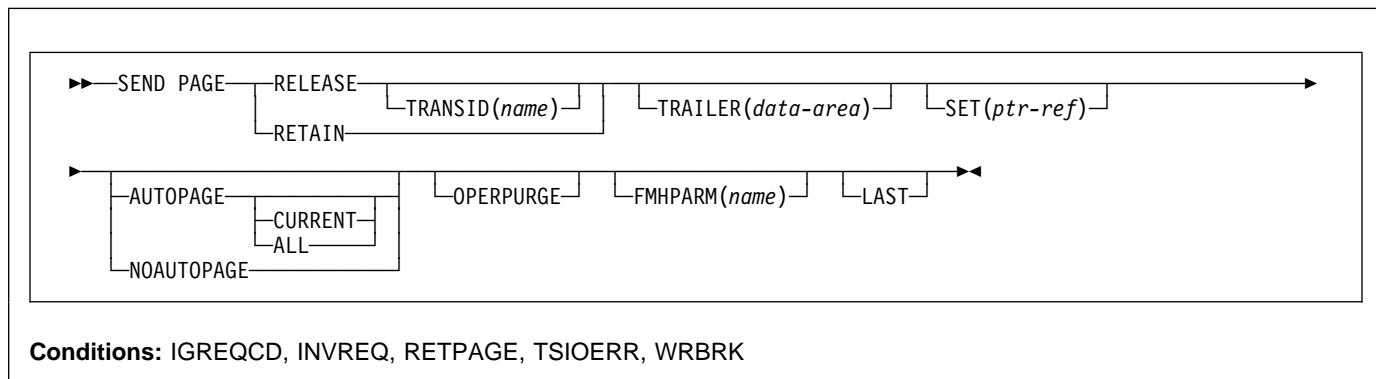 ►►──SEND PAGE──RELEASE──TRANSID(name)──TRAILER(data-area)──SET(ptr-ref)──►
RETAIN
►──AUTOPAGE──CURRENT──OPERPURGE──FMHPARM(name)──LAST──►◄
ALL
NOAUTOPAGE
Conditions: IGREQCD, INVREQ, RETPAGE, TSIOERR, WRBRK